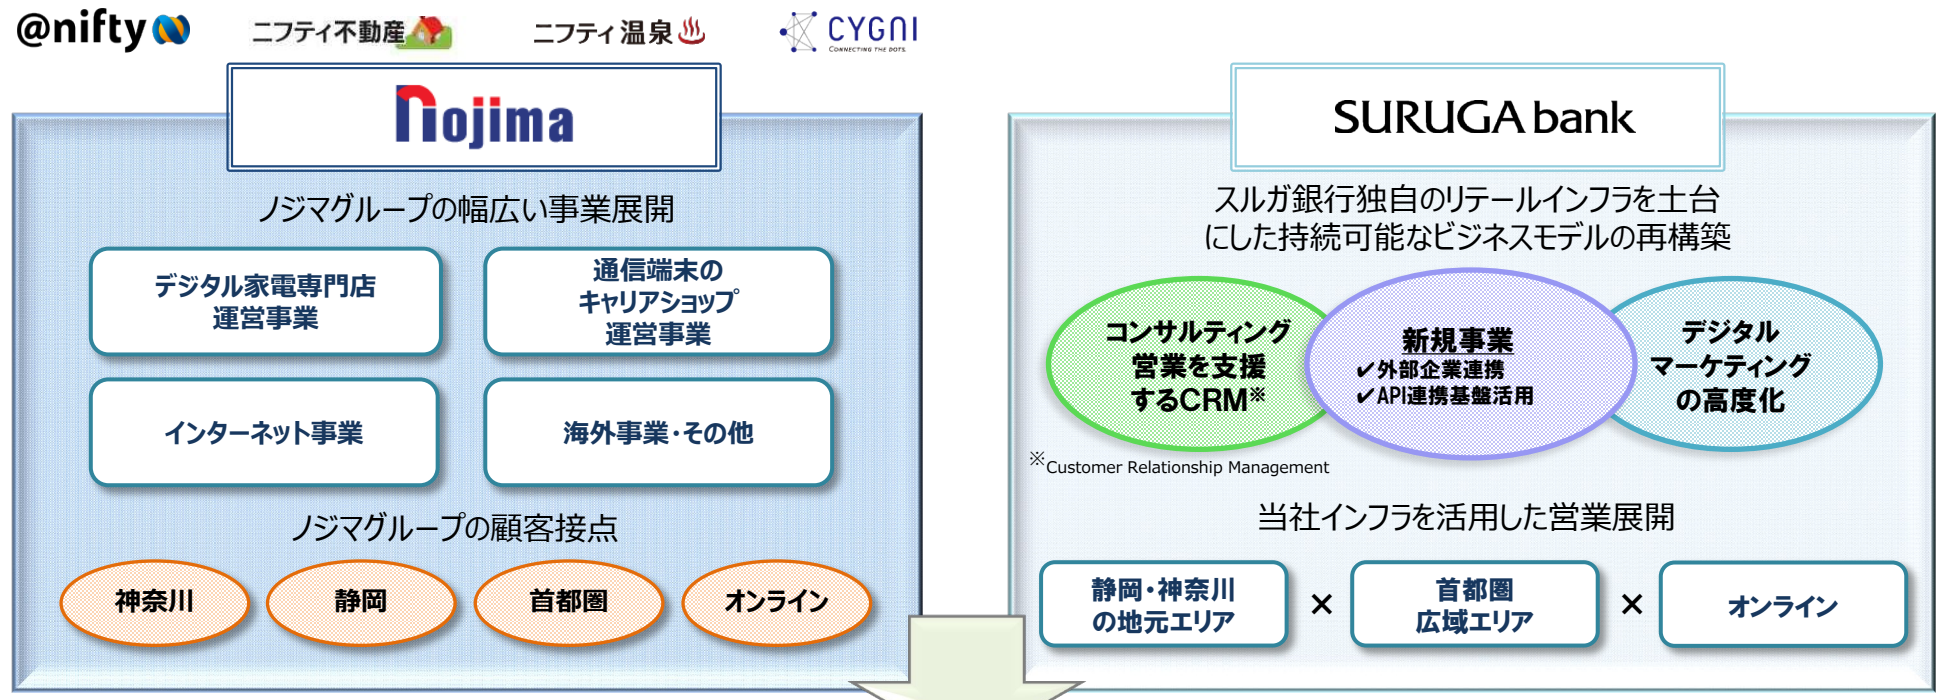 @nifty
ニフティ不動産
ニフティ温泉
CYGNI
CONNECTING THE DOTS.
nojima
ノジマグループの幅広い事業展開
デジタル家電専門店
運営事業
通信端末の
キャリアショップ
運営事業
インターネット事業
海外事業・その他
ノジマグループの顧客接点
神奈川
静岡
首都圏
オンライン
SURUGA bank
スルガ銀行独自のリテールインフラを土台
にした持続可能なビジネスモデルの再構築
コンサルティング
営業を支援
するCRM※
新規事業
✔外部企業連携
✔API連携基盤活用
デジタル
マーケティング
の高度化
※Customer Relationship Management
当社インフラを活用した営業展開
静岡・神奈川
の地元エリア
×
首都圏
広域エリア
×
オンライン